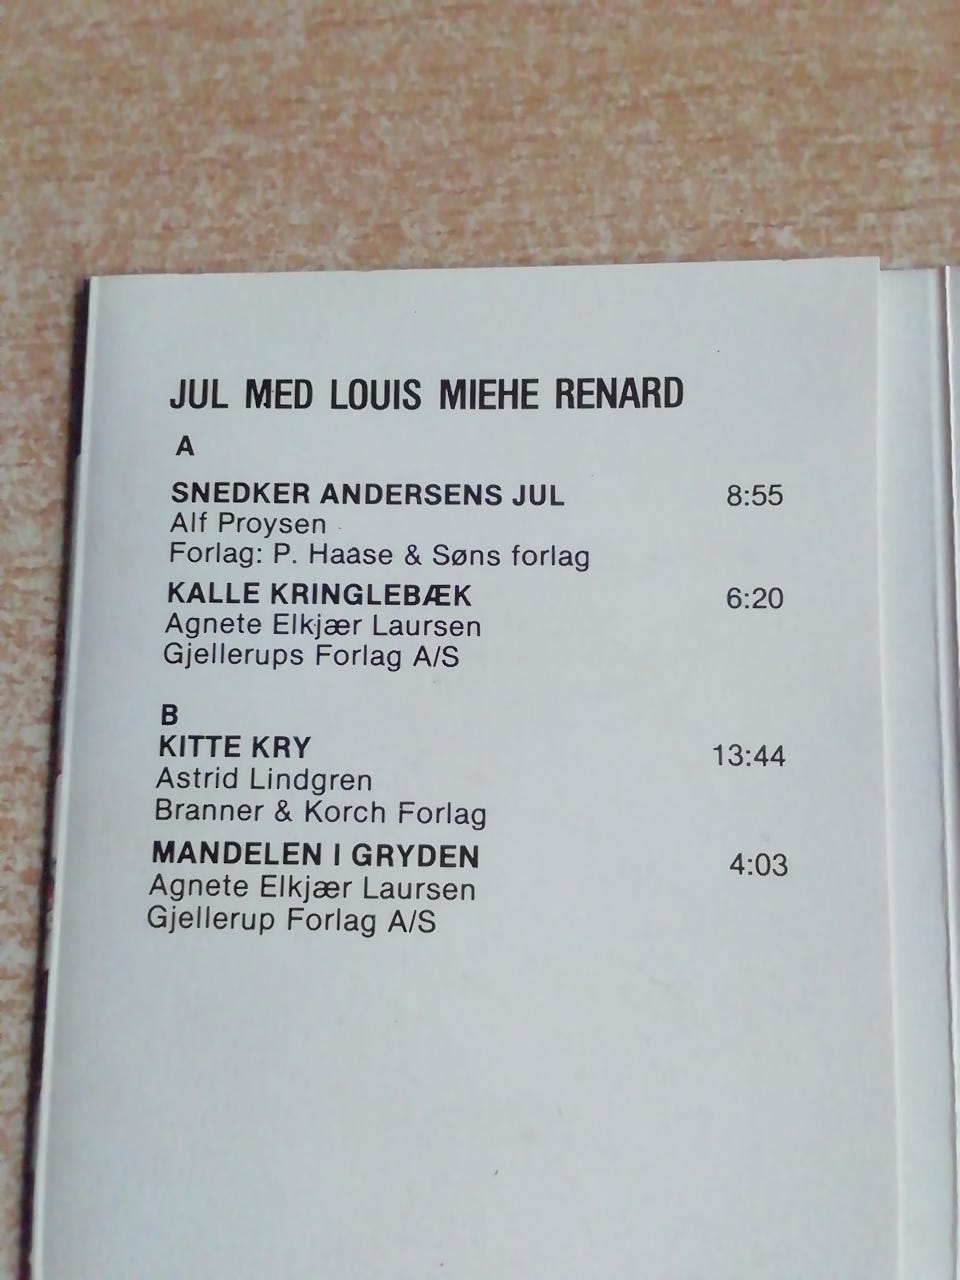 JUL MED LOUIS MIEHE RENARD
A
SNEDKER ANDERSENS JUL 8:55
Alf Proysen
Forlag: P. Haase & Søns forlag
KALLE KRINGLEBÆK 6:20
Agnete Elkjær Laursen
Gjellerups Forlag A/S
B
KITTE KRY 13:44
Astrid Lindgren
Branner & Korch Forlag
MANDELEN I GRYDEN 4:03
Agnete Elkjær Laursen
Gjellerup Forlag A/S